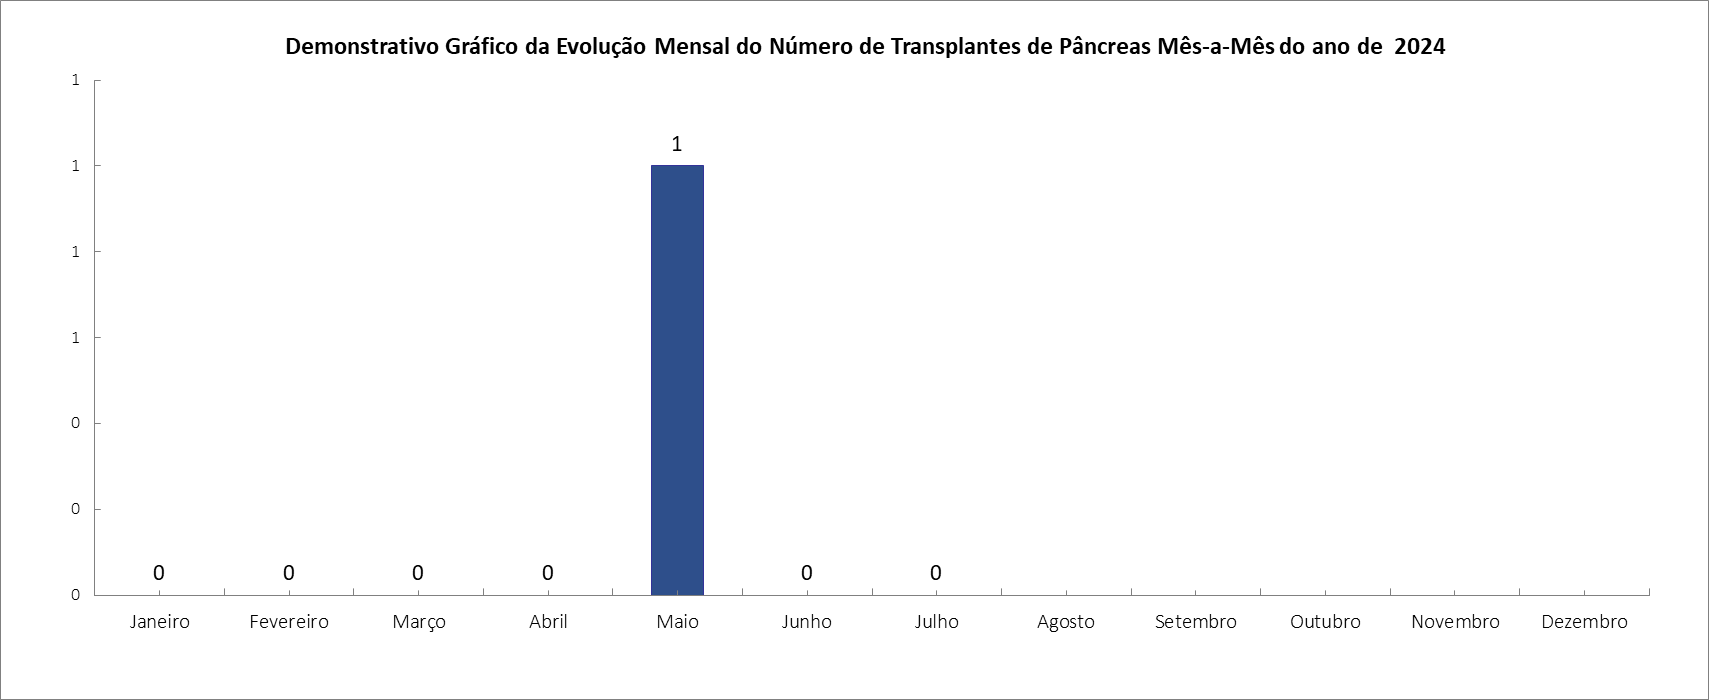 Demonstrativo Gráfico da Evolução Mensal do Número de Transplantes de Pâncreas Mês-a-Mês do ano de 2024
1
1
1
1
0
0
0
0 0 0 0 1 0 0
Janeiro Fevereiro Março Abril Maio Junho Julho Agosto Setembro Outubro Novembro Dezembro